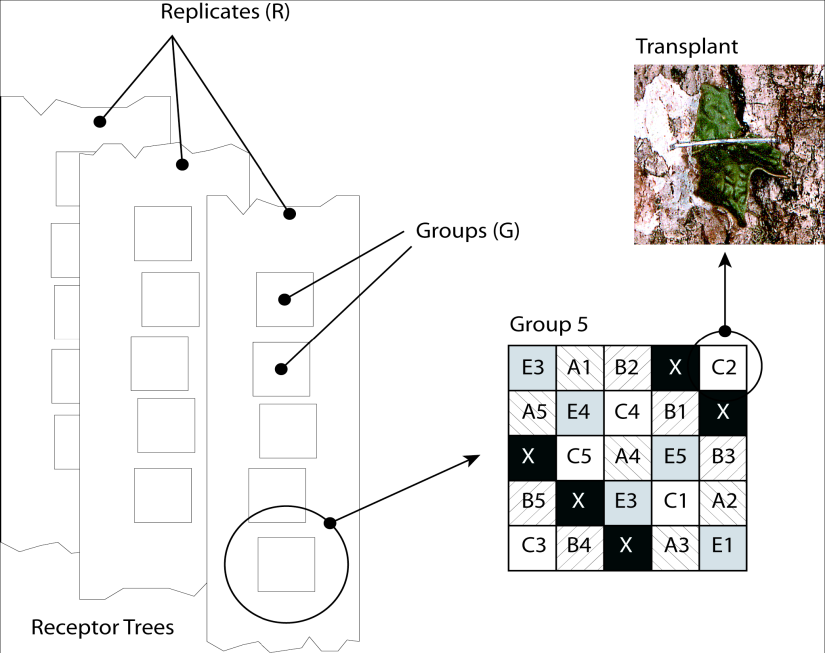 Replicates (R)
Transplant
Groups (G)
Group 5
E3 A1 B2 X C2
A5 E4 C4 B1 X
X C5 A4 E5 B3
B5 X E3 C1 A2
C3 B4 X A3 E1
Receptor Trees